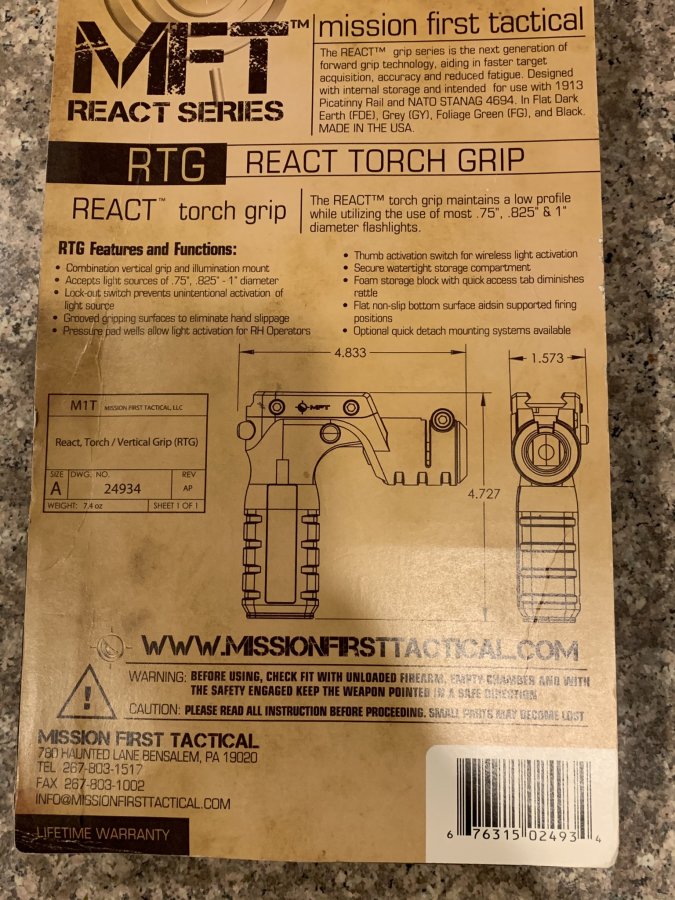 MFT™
REACT SERIES
mission first tactical
The REACT™ grip series is the next generation of
forward grip technology, aiding in faster target
acquisition, accuracy and reduced fatigue. Designed
with internal storage and intended for use with 1913
Picatinny Rail and NATO STANAG 4694. In Flat Dark
Earth (FDE), Grey (GY), Foliage Green (FG), and Black.
MADE IN THE USA.
RTG REACT TORCH GRIP
REACT™ torch grip
The REACT™ torch grip maintains a low profile
while utilizing the use of most .75", .825" & 1"
diameter flashlights.
RTG Features and Functions:
• Combination vertical grip and illumination mount
• Accepts light sources of .75", .825" - 1" diameter
• Lock-out switch prevents unintentional activation of
light source
• Grooved gripping surfaces to eliminate hand slippage
• Pressure pad wells allow light activation for RH Operators
• Thumb activation switch for wireless light activation
• Secure watertight storage compartment
• Foam storage block with quick access tab diminishes
rattle
• Flat non-slip bottom surface aidsin supported firing
positions
• Optional quick detach mounting systems available
4.833
1.573
MFT
4.727
M1T MISSION FIRST TACTICAL, LLC
React, Torch / Vertical Grip (RTG)
SIZE DWG. NO. REV
A 24934 AP
WEIGHT: 7.4 oz SHEET 1 OF 1
WWW.MISSIONFIRSTTACTICAL.COM
WARNING: BEFORE USING, CHECK FIT WITH UNLOADED FIREARM, EMPTY CHAMBER AND WITH
THE SAFETY ENGAGED KEEP THE WEAPON POINTED IN A SAFE DIRECTION
CAUTION: PLEASE READ ALL INSTRUCTION BEFORE PROCEEDING. SMALL PARTS MAY BECOME LOST
!
MISSION FIRST TACTICAL
780 HAUNTED LANE BENSALEM, PA 19020
TEL 267-803-1517
FAX 267-803-1002
INFO@MISSIONFIRSTTACTICAL.COM
LIFETIME WARRANTY
6 76315 02493 4